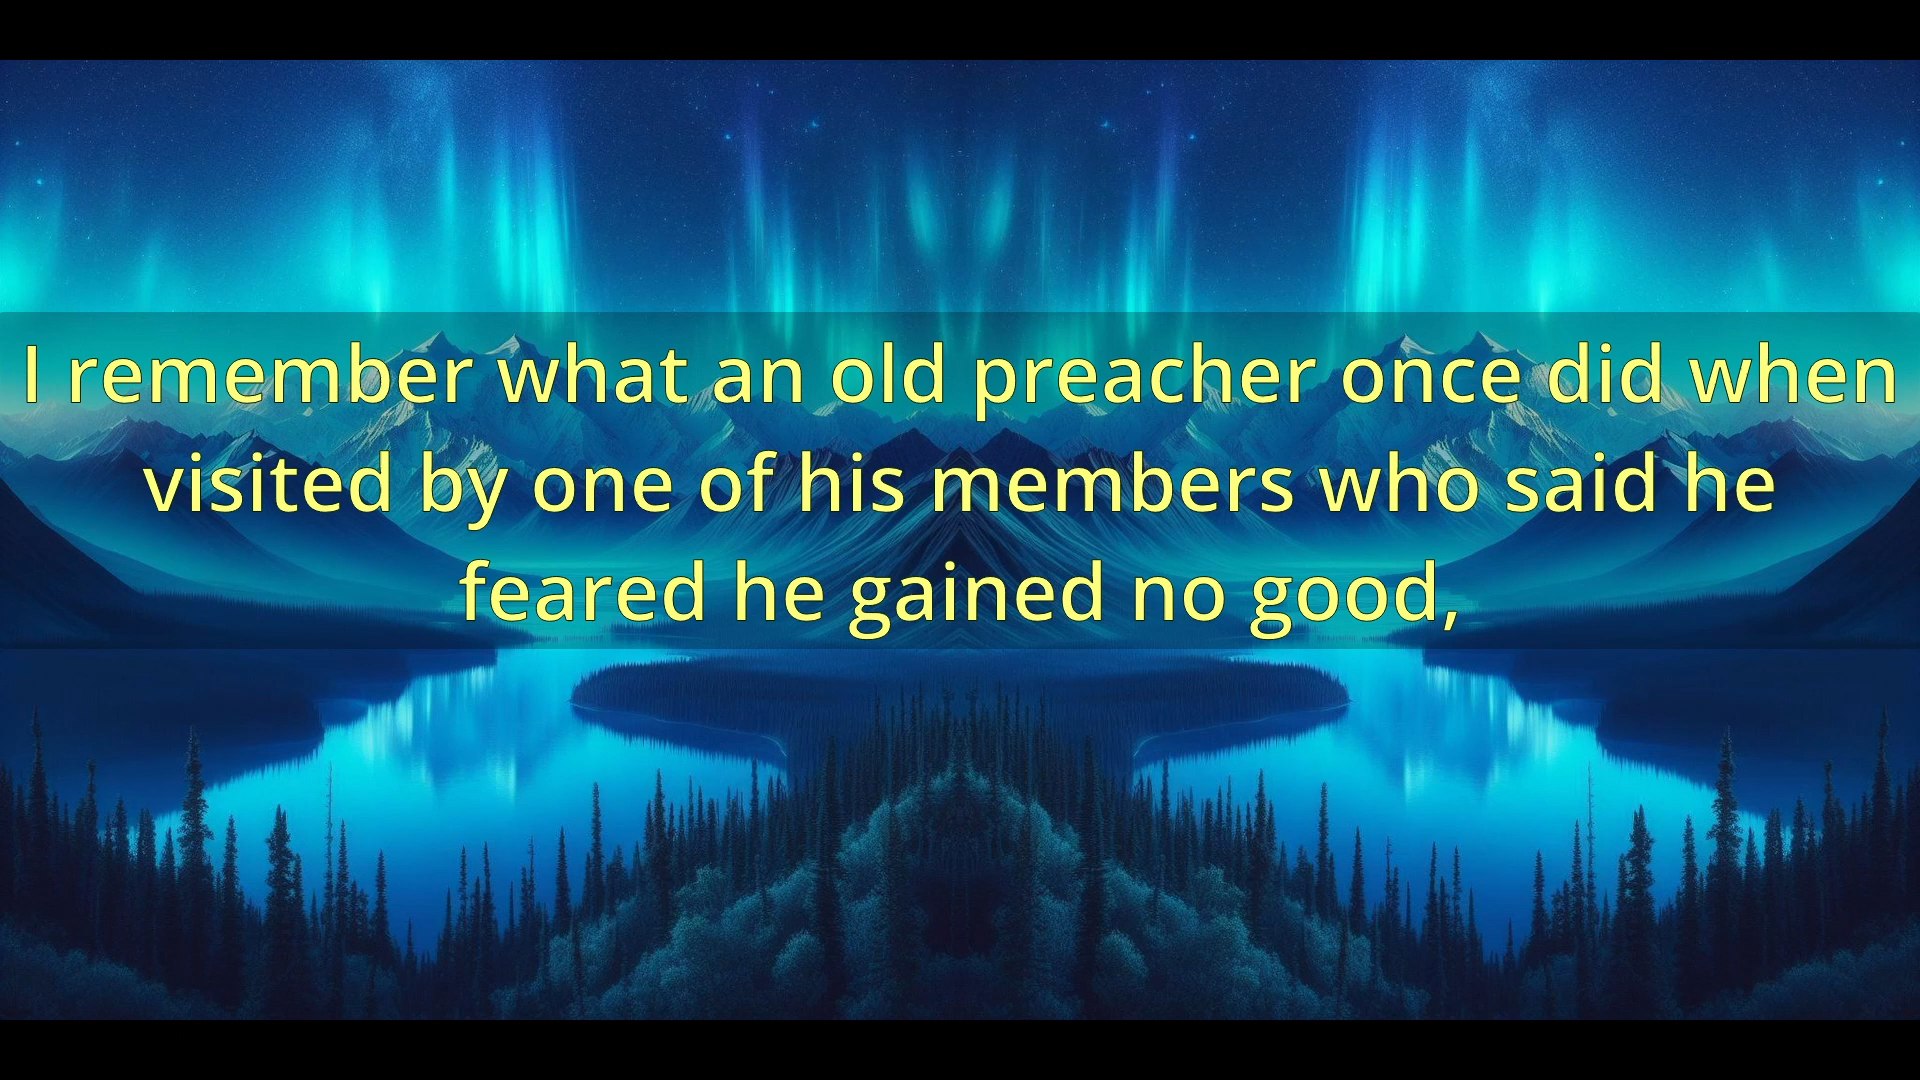 I remember what an old preacher once did when
visited by one of his members who said he
feared he gained no good,